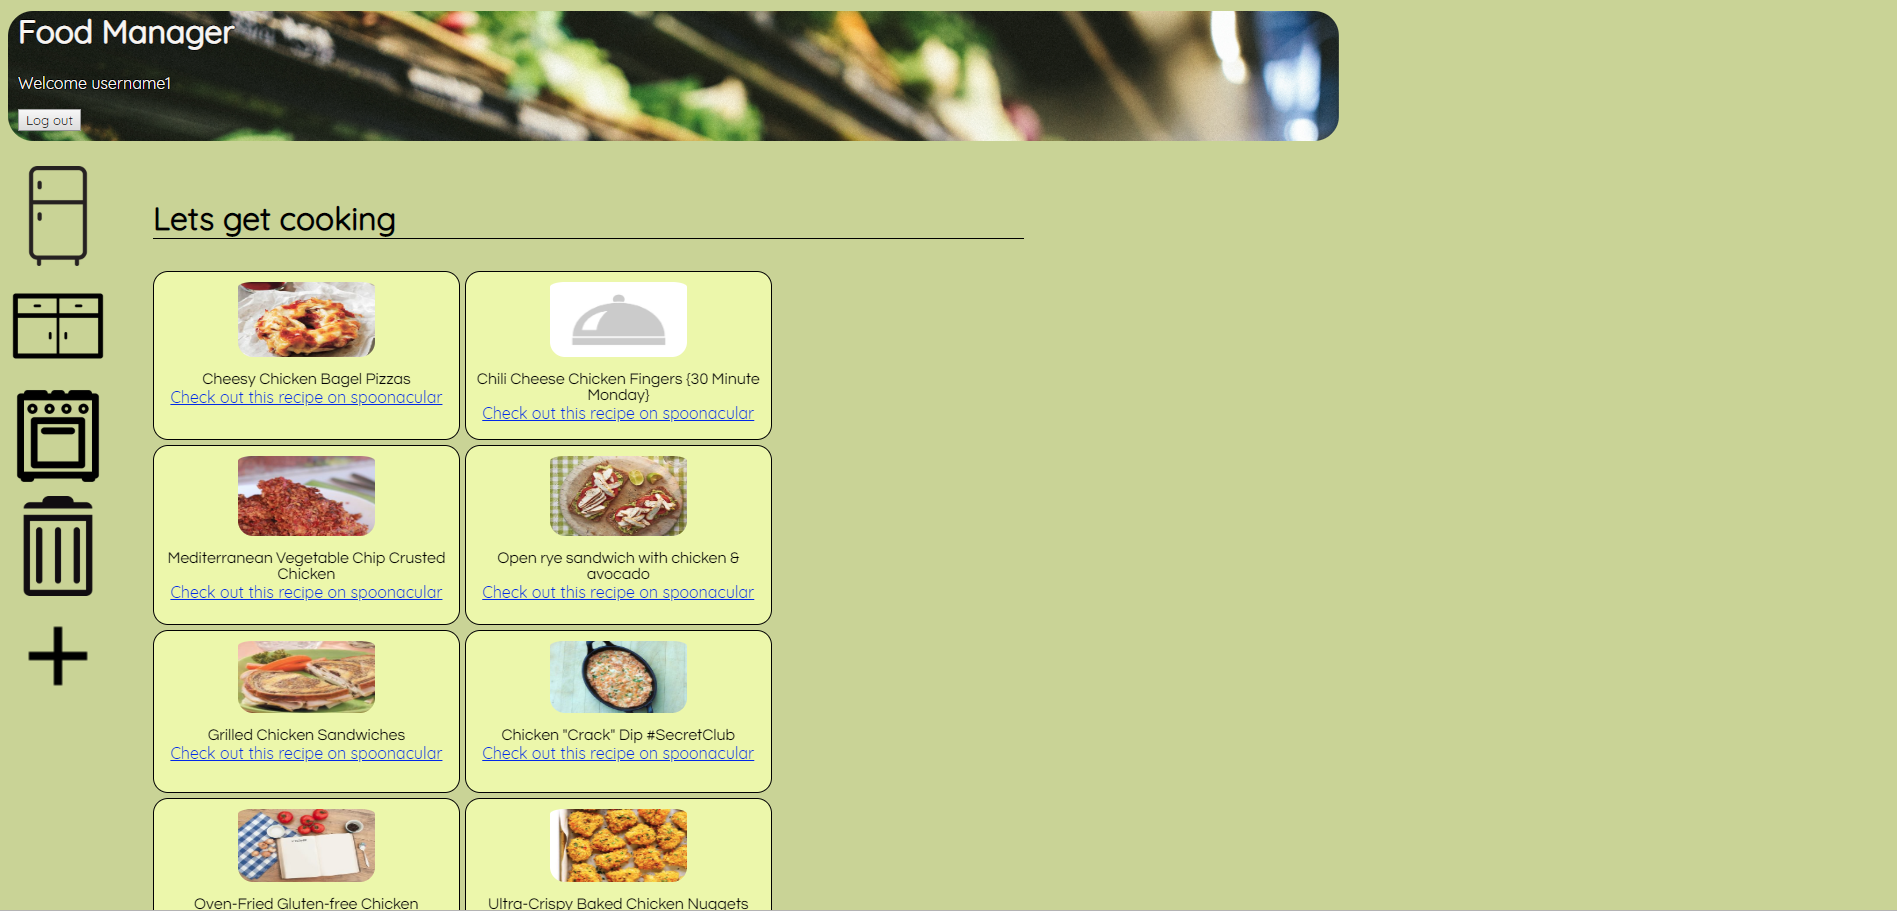 Food Manager
Welcome username1
Log out
Lets get cooking
Cheesy Chicken Bagel Pizzas
Check out this recipe on spoonacular
Chili Cheese Chicken Fingers {30 Minute
Monday}
Check out this recipe on spoonacular
Mediterranean Vegetable Chip Crusted
Chicken
Check out this recipe on spoonacular
Open rye sandwich with chicken &
avocado
Check out this recipe on spoonacular
Grilled Chicken Sandwiches
Check out this recipe on spoonacular
Chicken "Crack" Dip #SecretClub
Check out this recipe on spoonacular
Oven-Fried Gluten-free Chicken
Ultra-Crispy Baked Chicken Nuggets